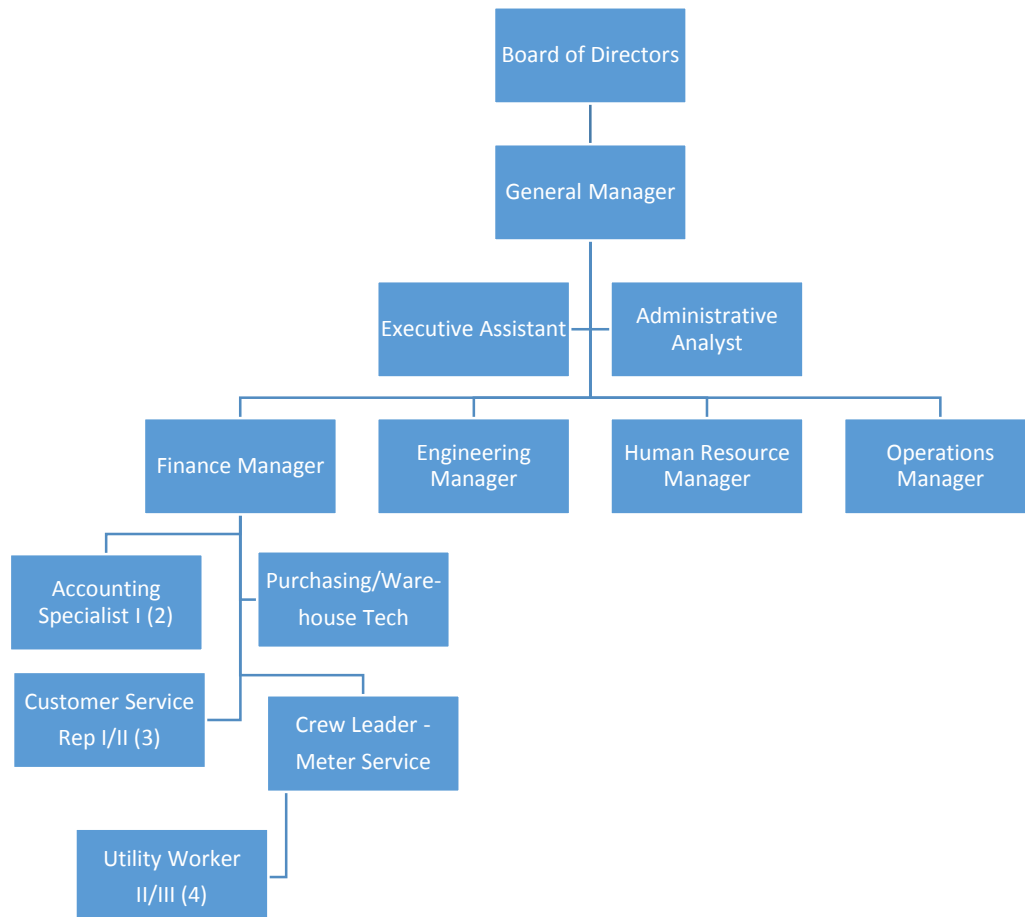 Board of Directors
General Manager
Executive Assistant
Administrative
Analyst
Finance Manager
Engineering
Manager
Human Resource
Manager
Operations
Manager
Accounting
Specialist I (2)
Purchasing/Ware-
house Tech
Customer Service
Rep I/II (3)
Crew Leader -
Meter Service
Utility Worker
II/III (4)